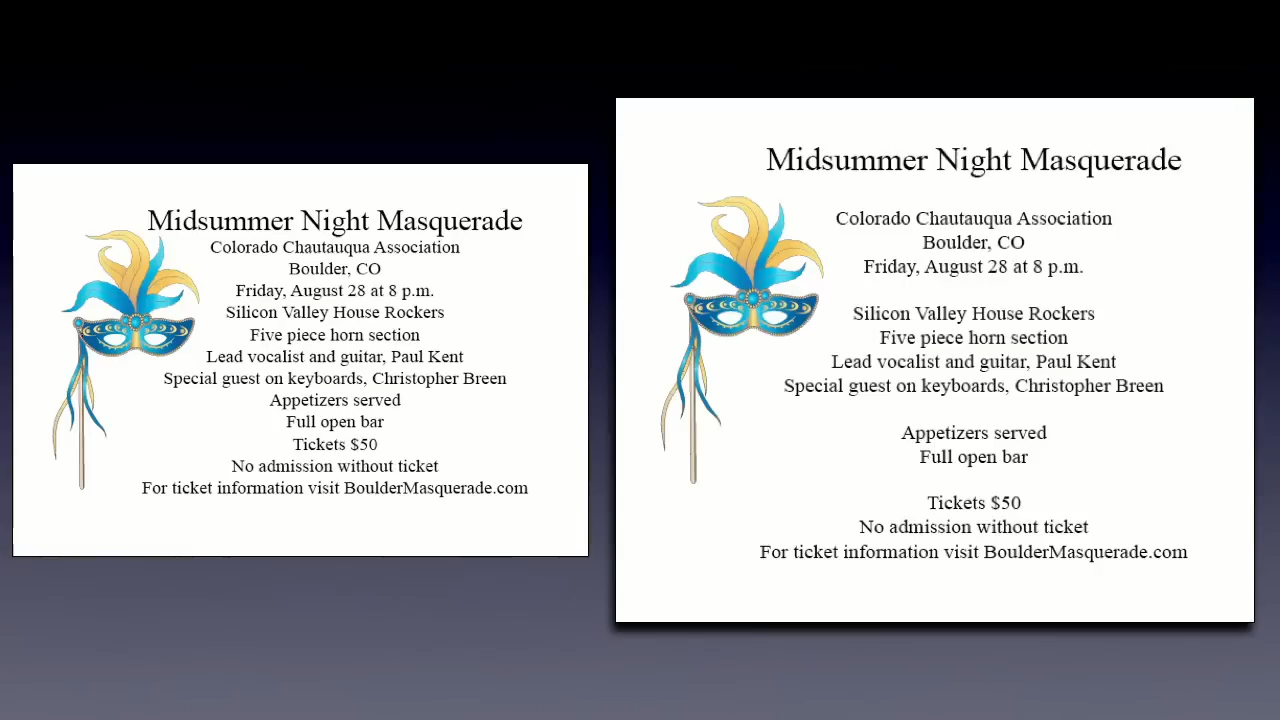 Midsummer Night Masquerade
Colorado Chautauqua Association
Boulder, CO
Friday, August 28 at 8 p.m.
Silicon Valley House Rockers
Five piece horn section
Lead vocalist and guitar, Paul Kent
Special guest on keyboards, Christopher Breen
Appetizers served
Full open bar
Tickets $50
No admission without ticket
For ticket information visit BoulderMasquerade.com
Midsummer Night Masquerade
Colorado Chautauqua Association
Boulder, CO
Friday, August 28 at 8 p.m.
Silicon Valley House Rockers
Five piece horn section
Lead vocalist and guitar, Paul Kent
Special guest on keyboards, Christopher Breen
Appetizers served
Full open bar
Tickets $50
No admission without ticket
For ticket information visit BoulderMasquerade.com